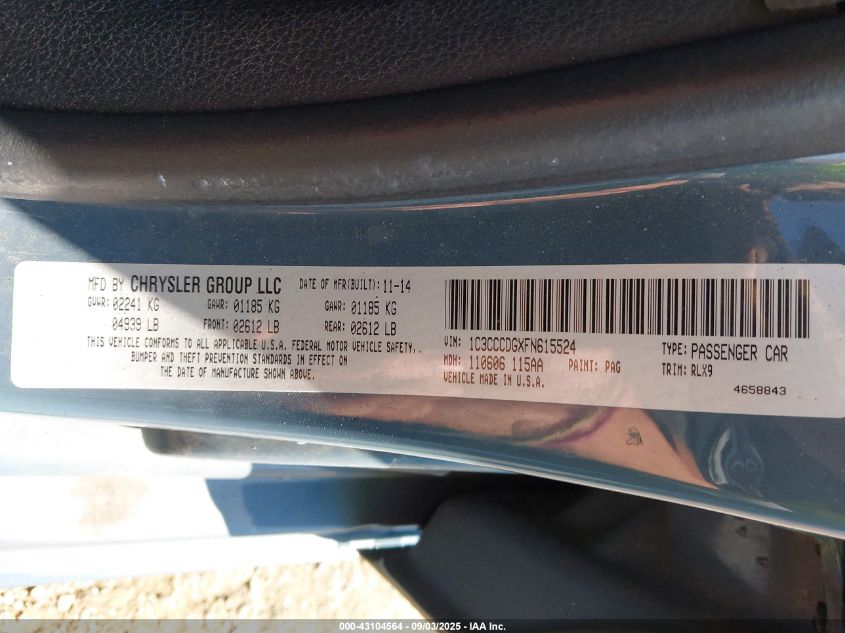 MFD BY CHRYSLER GROUP LLC DATE OF MFR(BUILT): 11-14
GVWR: 02241 KG GAWR: 01185 KG GAWR: 01185 KG
04939 LB FRONT: 02612 LB REAR: 02612 LB
THIS VEHICLE CONFORMS TO ALL APPLICABLE U.S.A. FEDERAL MOTOR VEHICLE SAFETY,
BUMPER AND THEFT PREVENTION STANDARDS IN EFFECT ON
THE DATE OF MANUFACTURE SHOWN ABOVE.
VIN: 1C3CCCDGXFN615524 TYPE: PASSENGER CAR
MDH: 110606 115AA PAINT: PAG TRIM: RLX9
VEHICLE MADE IN U.S.A.
4658843
000-43104564 - 09/03/2025 - IAA Inc.